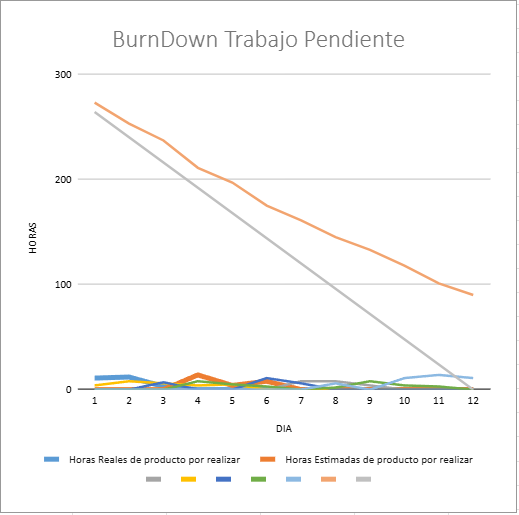 BurnDown Trabajo Pendiente
300
200
100
0
HORAS
1 2 3 4 5 6 7 8 9 10 11 12
DIA
Horas Reales de producto por realizar Horas Estimadas de producto por realizar